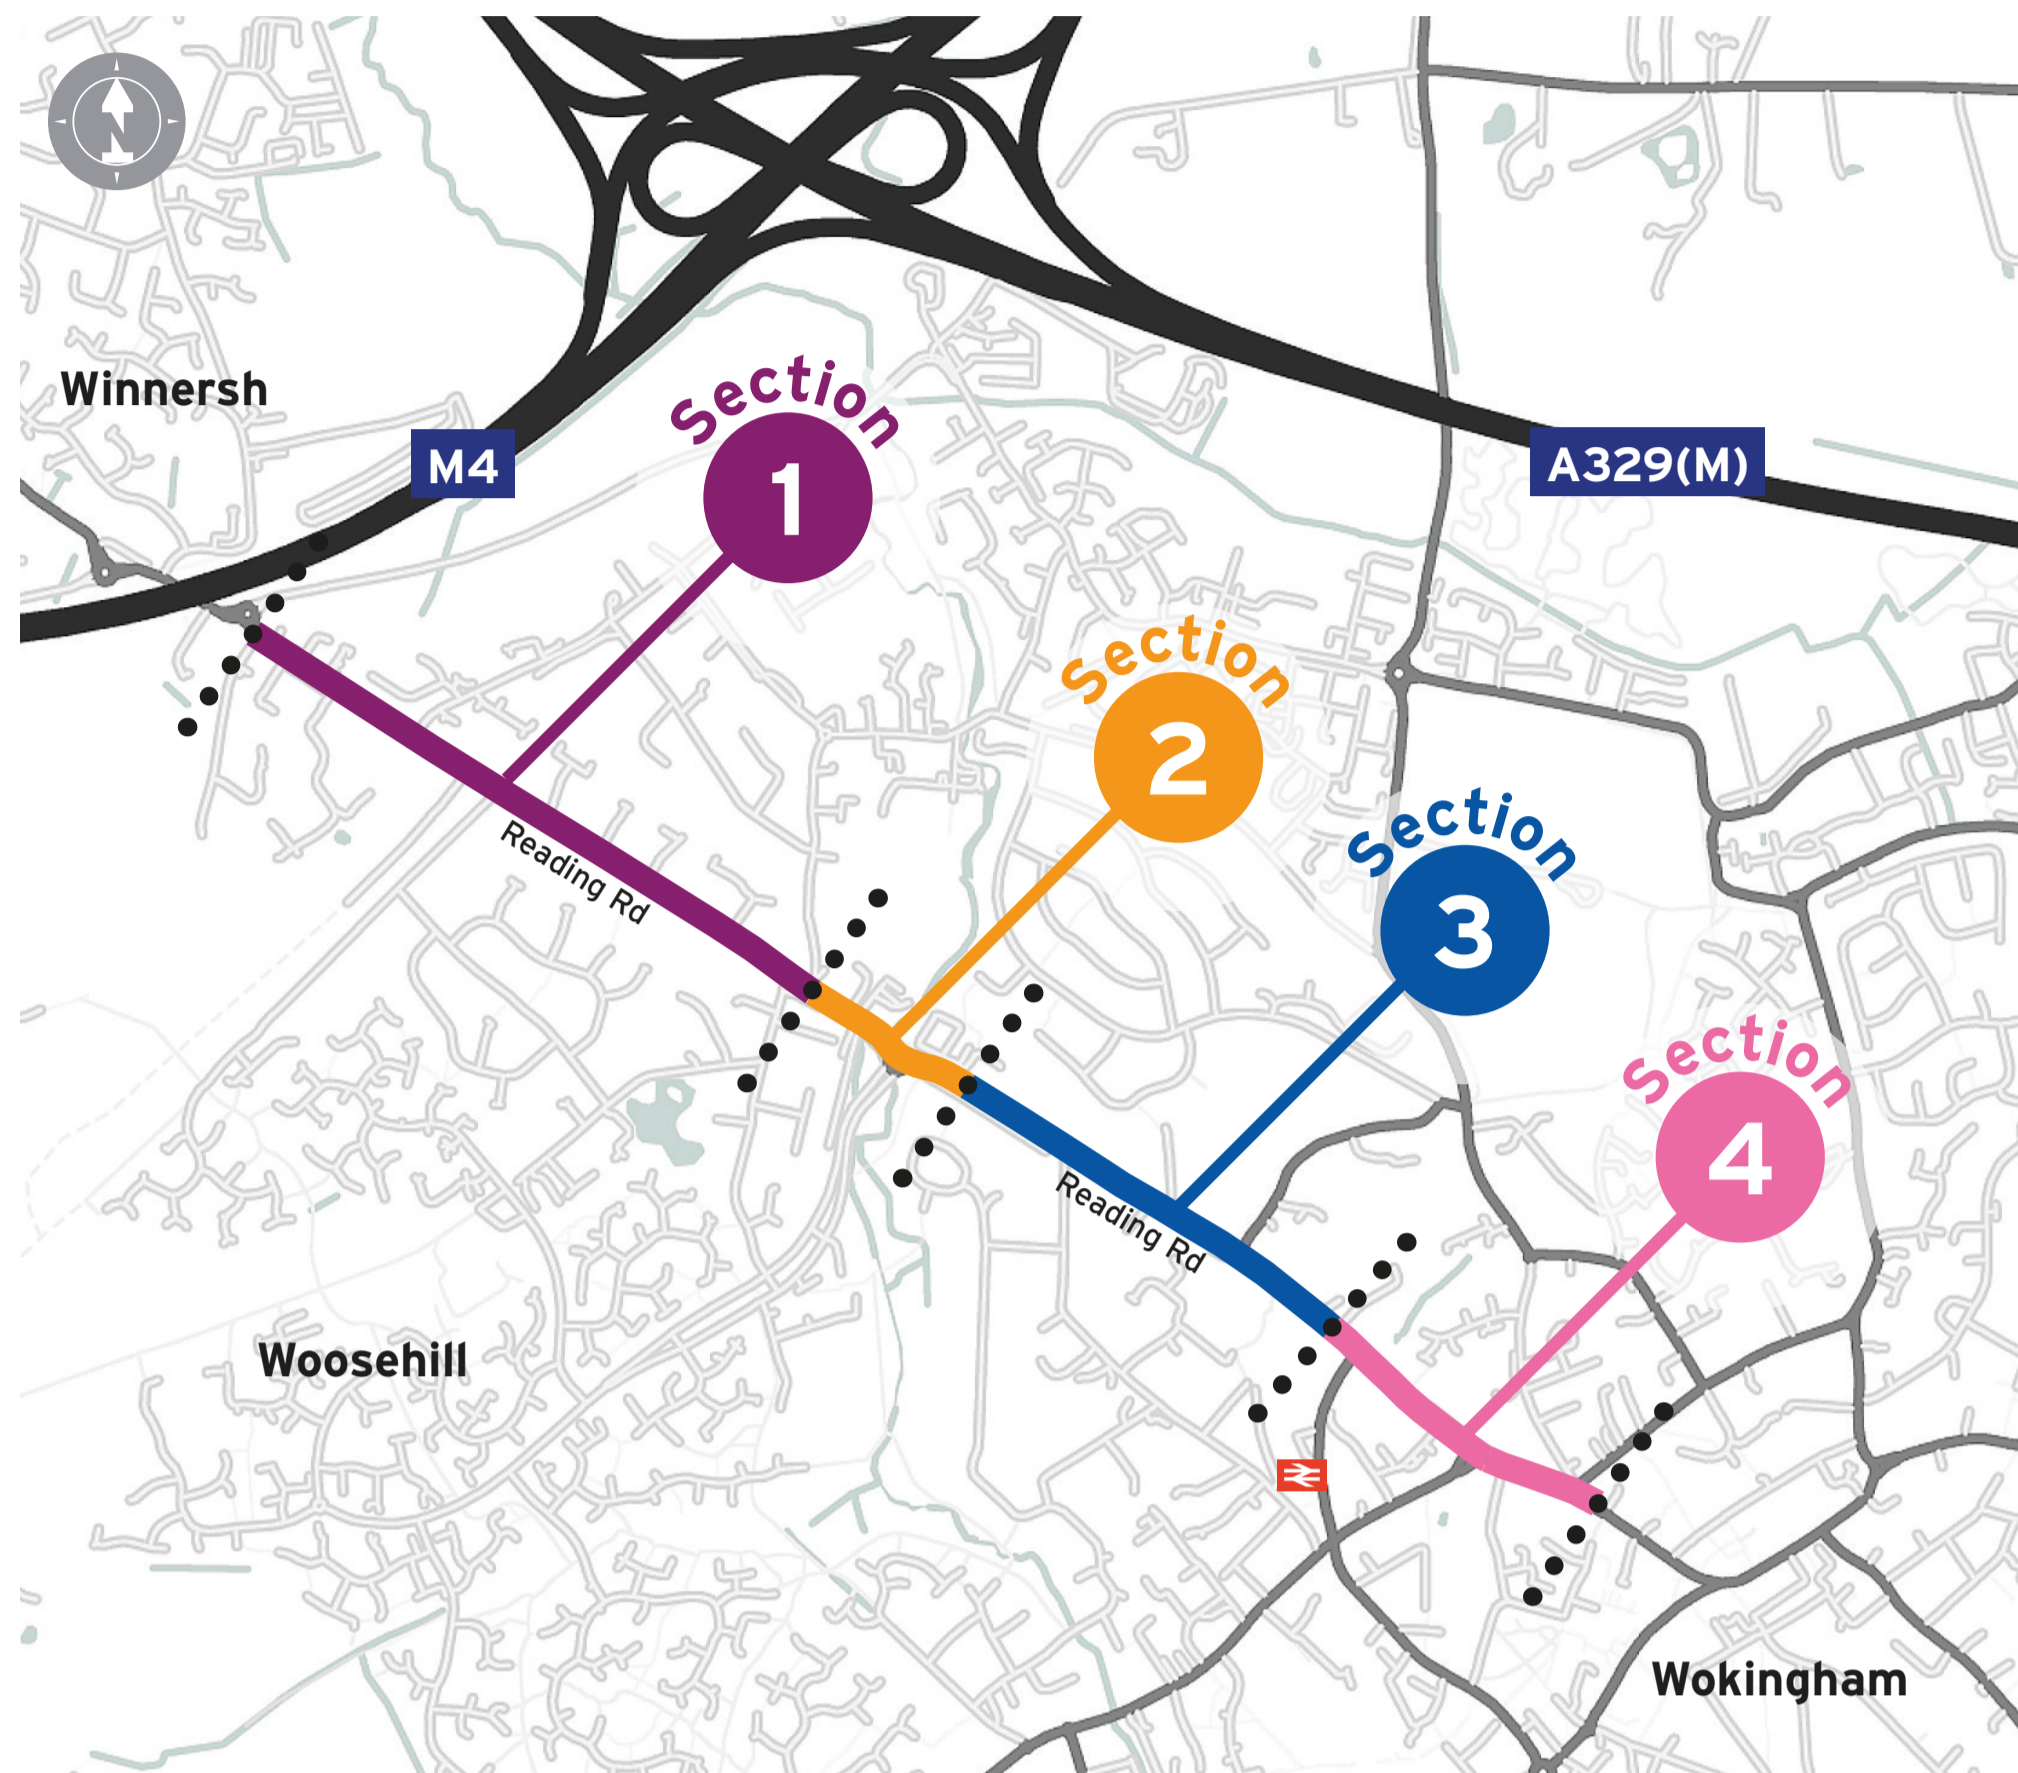 N
Winnersh
M4
A329(M)
Section
1
Section
2
Section
3
Section
4
Reading Rd
Reading Rd
Woosehill
Wokingham